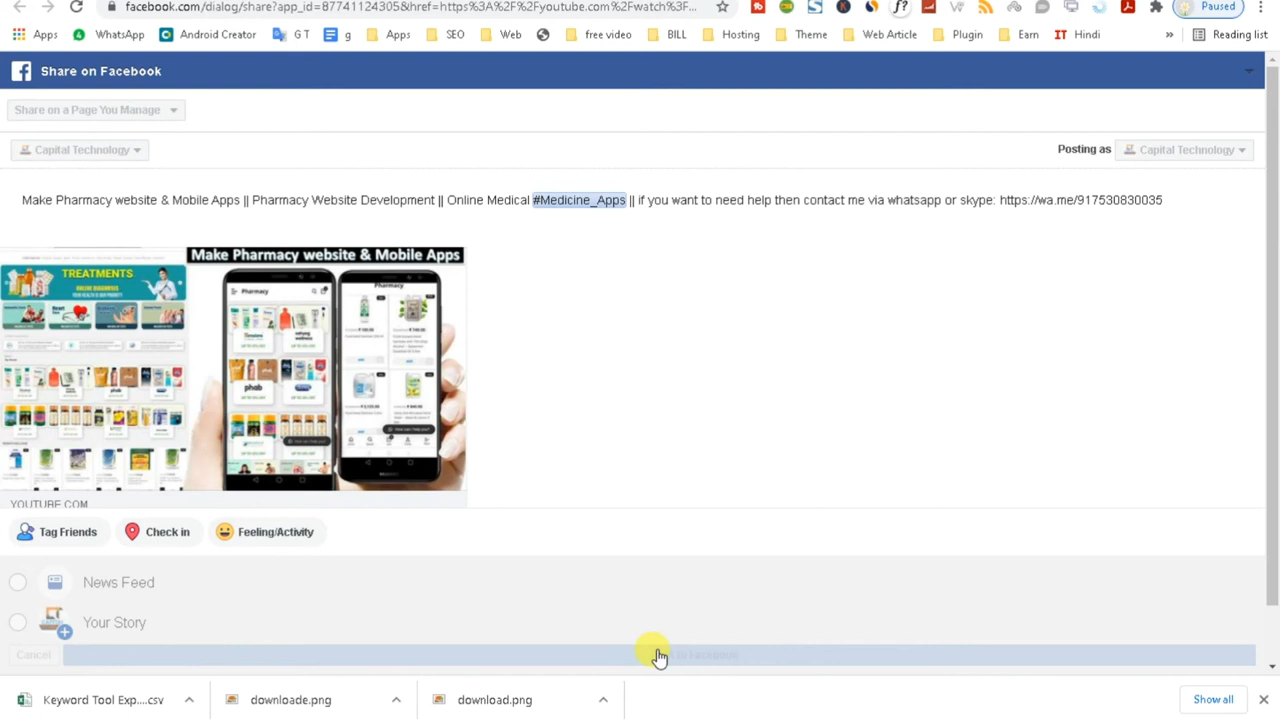 facebook.com/dialog/share?app_id=87741124305&href=https%3A%2F%2Fyoutube.com%2Fwatch%3F...
Paused
Apps WhatsApp Android Creator G T g Apps SEO Web free video BILL Hosting Theme Web Article Plugin Earn IT Hindi » Reading list
Share on Facebook
Share on a Page You Manage
Capital Technology
Posting as Capital Technology
Make Pharmacy website & Mobile Apps || Pharmacy Website Development || Online Medical #Medicine_Apps || if you want to need help then contact me via whatsapp or skype: https://wa.me/917530830035
Make Pharmacy website & Mobile Apps
TREATMENTS
Pharmacy
Pharmacy
phab
YOUTUBE.COM
Tag Friends Check in Feeling/Activity
News Feed
Your Story
Cancel
Keyword Tool Exp....csv downloade.png download.png Show all